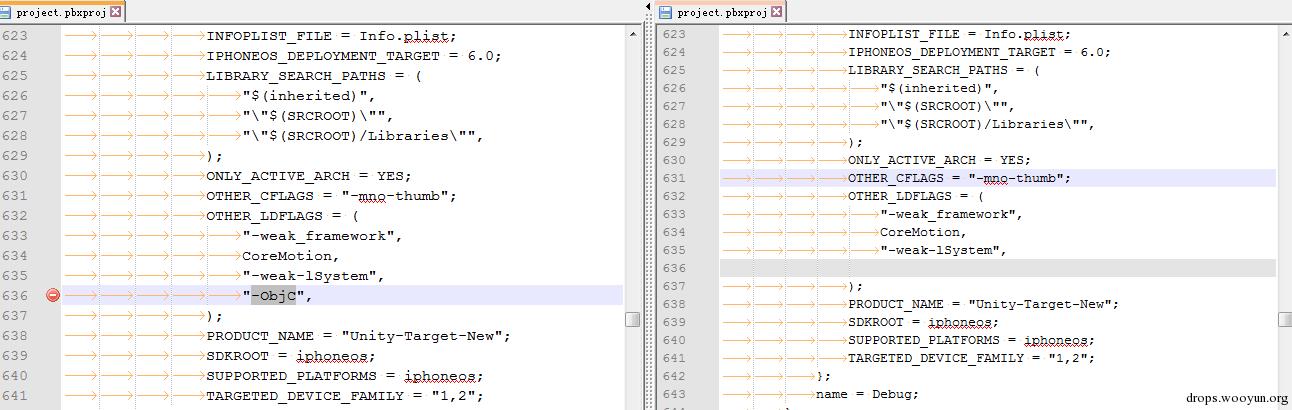 project.pbxproj
623 INFOPLIST_FILE = Info.plist;
624 IPHONEOS_DEPLOYMENT_TARGET = 6.0;
625 LIBRARY_SEARCH_PATHS = (
626 "$(inherited)",
627 "\"$(SRCROOT)\"",
628 "\"$(SRCROOT)/Libraries\"",
629 );
630 ONLY_ACTIVE_ARCH = YES;
631 OTHER_CFLAGS = "-mno-thumb";
632 OTHER_LDFLAGS = (
633 "-weak_framework",
634 CoreMotion,
635 "-weak-lSystem",
636 "-ObjC",
637 );
638 PRODUCT_NAME = "Unity-Target-New";
639 SDKROOT = iphoneos;
640 SUPPORTED_PLATFORMS = iphoneos;
641 TARGETED_DEVICE_FAMILY = "1,2";
project.pbxproj
623 INFOPLIST_FILE = Info.plist;
624 IPHONEOS_DEPLOYMENT_TARGET = 6.0;
625 LIBRARY_SEARCH_PATHS = (
626 "$(inherited)",
627 "\"$(SRCROOT)\"",
628 "\"$(SRCROOT)/Libraries\"",
629 );
630 ONLY_ACTIVE_ARCH = YES;
631 OTHER_CFLAGS = "-mno-thumb";
632 OTHER_LDFLAGS = (
633 "-weak_framework",
634 CoreMotion,
635 "-weak-lSystem",
636
637 );
638 PRODUCT_NAME = "Unity-Target-New";
639 SDKROOT = iphoneos;
640 SUPPORTED_PLATFORMS = iphoneos;
641 TARGETED_DEVICE_FAMILY = "1,2";
642 };
643 name = Debug;
drops.wooyun.org